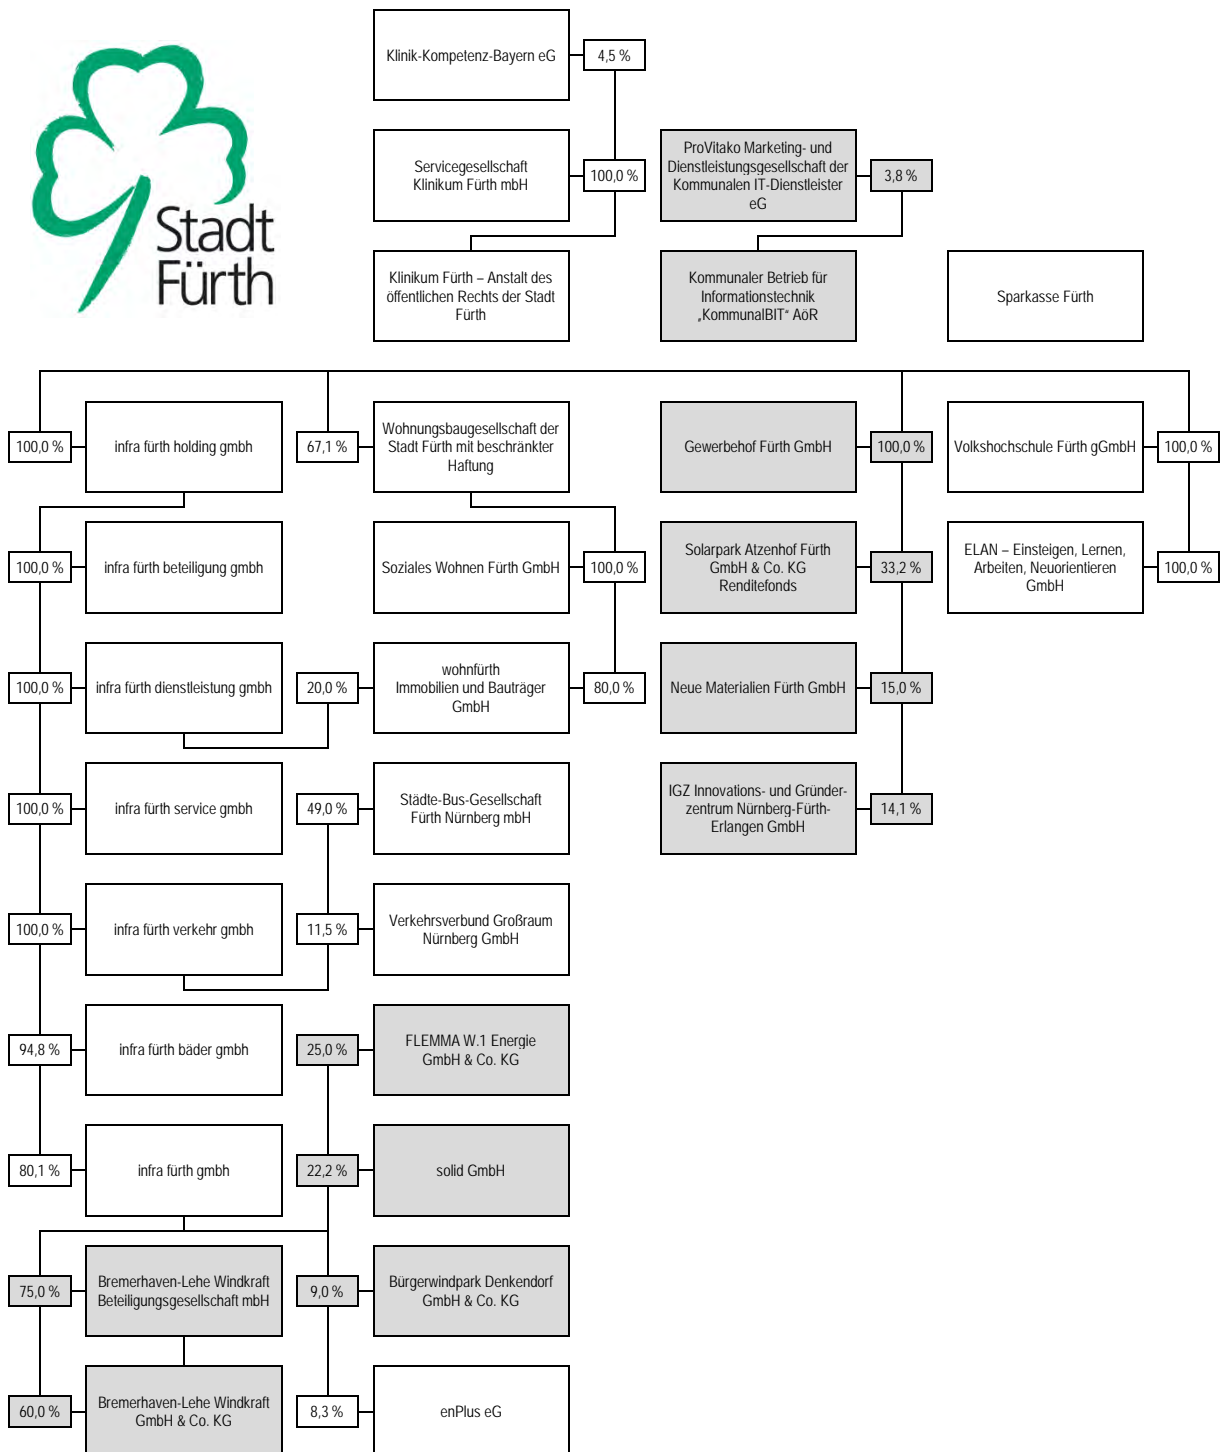 Stadt
Fürth
Klinik-Kompetenz-Bayern eG
4,5 %
Servicegesellschaft
Klinikum Fürth mbH
100,0 %
ProVitako Marketing- und
Dienstleistungsgesellschaft der
Kommunalen IT-Dienstleister
eG
3,8 %
Klinikum Fürth – Anstalt des
öffentlichen Rechts der Stadt
Fürth
Kommunaler Betrieb für
Informationstechnik
„KommunalBIT“ AöR
Sparkasse Fürth
100,0 %
infra fürth holding gmbh
67,1 %
Wohnungsbaugesellschaft der
Stadt Fürth mit beschränkter
Haftung
Gewerbehof Fürth GmbH
100,0 %
Volkshochschule Fürth gGmbH
100,0 %
100,0 %
infra fürth beteiligung gmbh
Soziales Wohnen Fürth GmbH
100,0 %
Solarpark Atzenhof Fürth
GmbH & Co. KG
Renditefonds
33,2 %
ELAN – Einsteigen, Lernen,
Arbeiten, Neuorientieren
GmbH
100,0 %
100,0 %
infra fürth dienstleistung gmbh
20,0 %
wohnfürth
Immobilien und Bauträger
GmbH
80,0 %
Neue Materialien Fürth GmbH
15,0 %
100,0 %
infra fürth service gmbh
49,0 %
Städte-Bus-Gesellschaft
Fürth Nürnberg mbH
IGZ Innovations- und Gründer-
zentrum Nürnberg-Fürth-
Erlangen GmbH
14,1 %
100,0 %
infra fürth verkehr gmbh
11,5 %
Verkehrsverbund Großraum
Nürnberg GmbH
94,8 %
infra fürth bäder gmbh
25,0 %
FLEMMA W.1 Energie
GmbH & Co. KG
80,1 %
infra fürth gmbh
22,2 %
solid GmbH
75,0 %
Bremerhaven-Lehe Windkraft
Beteiligungsgesellschaft mbH
9,0 %
Bürgerwindpark Denkendorf
GmbH & Co. KG
60,0 %
Bremerhaven-Lehe Windkraft
GmbH & Co. KG
8,3 %
enPlus eG